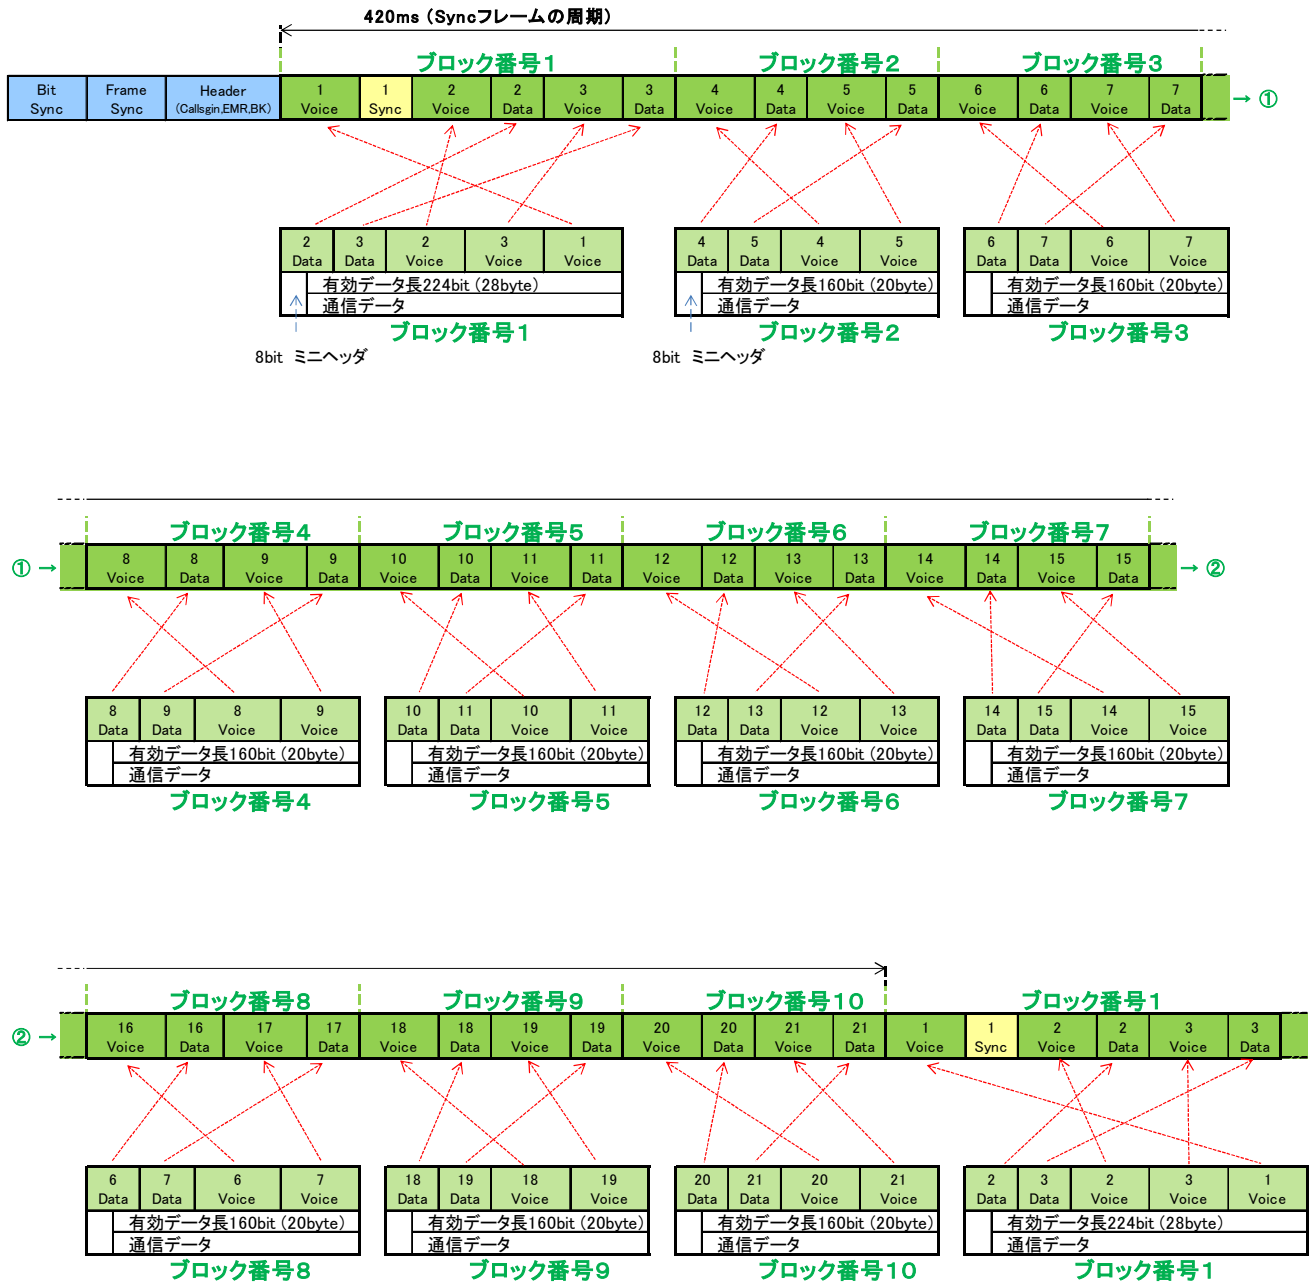 420ms (Syncフレームの周期)
ブロック番号1 ブロック番号2 ブロック番号3
Bit Sync Frame Sync Header (Callsgin,EMR,BK) 1 Voice 1 Sync 2 Voice 2 Data 3 Voice 3 Data 4 Voice 4 Data 5 Voice 5 Data 6 Voice 6 Data 7 Voice 7 Data → ①
2 Data 3 Data 2 Voice 3 Voice 1 Voice 4 Data 5 Data 4 Voice 5 Voice 6 Data 7 Data 6 Voice 7 Voice
有効データ長224bit (28byte) 有効データ長160bit (20byte) 有効データ長160bit (20byte)
通信データ 通信データ 通信データ
ブロック番号1 ブロック番号2 ブロック番号3
8bit ミニヘッダ 8bit ミニヘッダ
ブロック番号4 ブロック番号5 ブロック番号6 ブロック番号7
① → 8 Voice 8 Data 9 Voice 9 Data 10 Voice 10 Data 11 Voice 11 Data 12 Voice 12 Data 13 Voice 13 Data 14 Voice 14 Data 15 Voice 15 Data → ②
8 Data 9 Data 8 Voice 9 Voice 10 Data 11 Data 10 Voice 11 Voice 12 Data 13 Data 12 Voice 13 Voice 14 Data 15 Data 14 Voice 15 Voice
有効データ長160bit (20byte) 有効データ長160bit (20byte) 有効データ長160bit (20byte) 有効データ長160bit (20byte)
通信データ 通信データ 通信データ 通信データ
ブロック番号4 ブロック番号5 ブロック番号6 ブロック番号7
ブロック番号8 ブロック番号9 ブロック番号10 ブロック番号1
② → 16 Voice 16 Data 17 Voice 17 Data 18 Voice 18 Data 19 Voice 19 Data 20 Voice 20 Data 21 Voice 21 Data 1 Voice 1 Sync 2 Voice 2 Data 3 Voice 3 Data
6 Data 7 Data 6 Voice 7 Voice 18 Data 19 Data 18 Voice 19 Voice 20 Data 21 Data 20 Voice 21 Voice 2 Data 3 Data 2 Voice 3 Voice 1 Voice
有効データ長160bit (20byte) 有効データ長160bit (20byte) 有効データ長160bit (20byte) 有効データ長224bit (28byte)
通信データ 通信データ 通信データ 通信データ
ブロック番号8 ブロック番号9 ブロック番号10 ブロック番号1